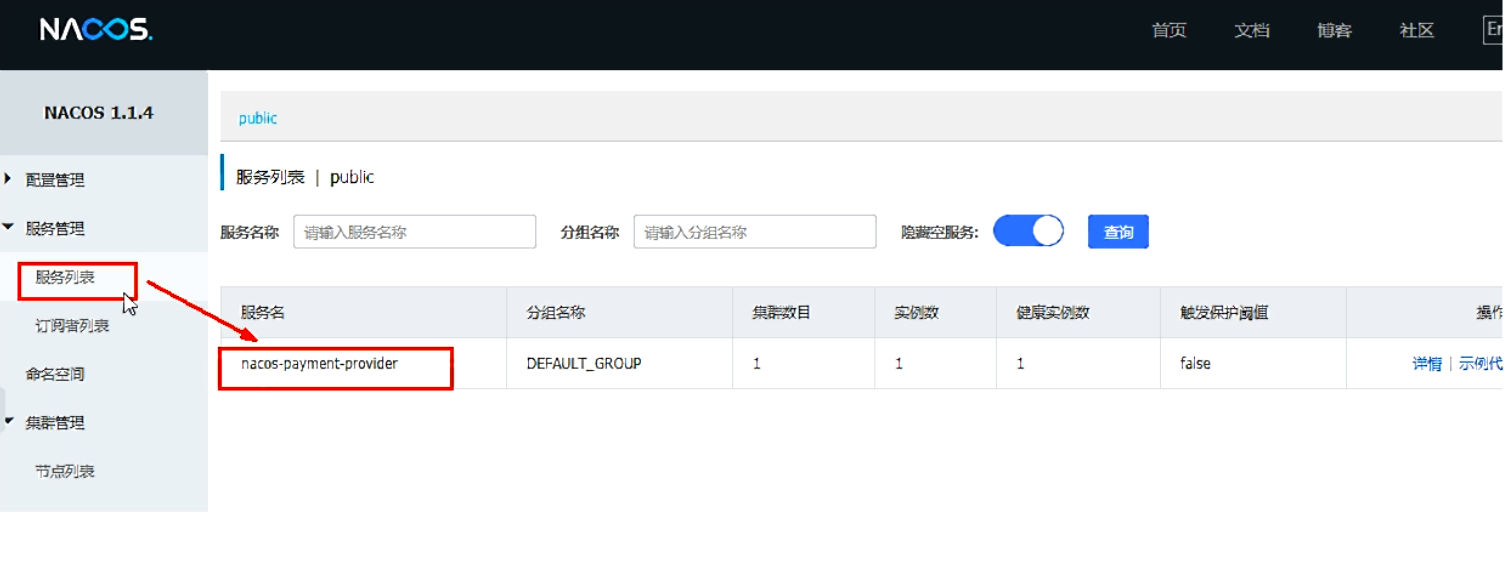 NACOS.
首页 文档 博客 社区 En
NACOS 1.1.4
public
配置管理
服务列表 | public
服务管理
服务名称 请输入服务名称 分组名称 请输入分组名称 隐藏空服务: 查询
服务列表
订阅者列表
服务名 分组名称 集群数目 实例数 健康实例数 触发保护阈值 操作
nacos-payment-provider DEFAULT_GROUP 1 1 1 false 详情 | 示例代
命名空间
集群管理
节点列表